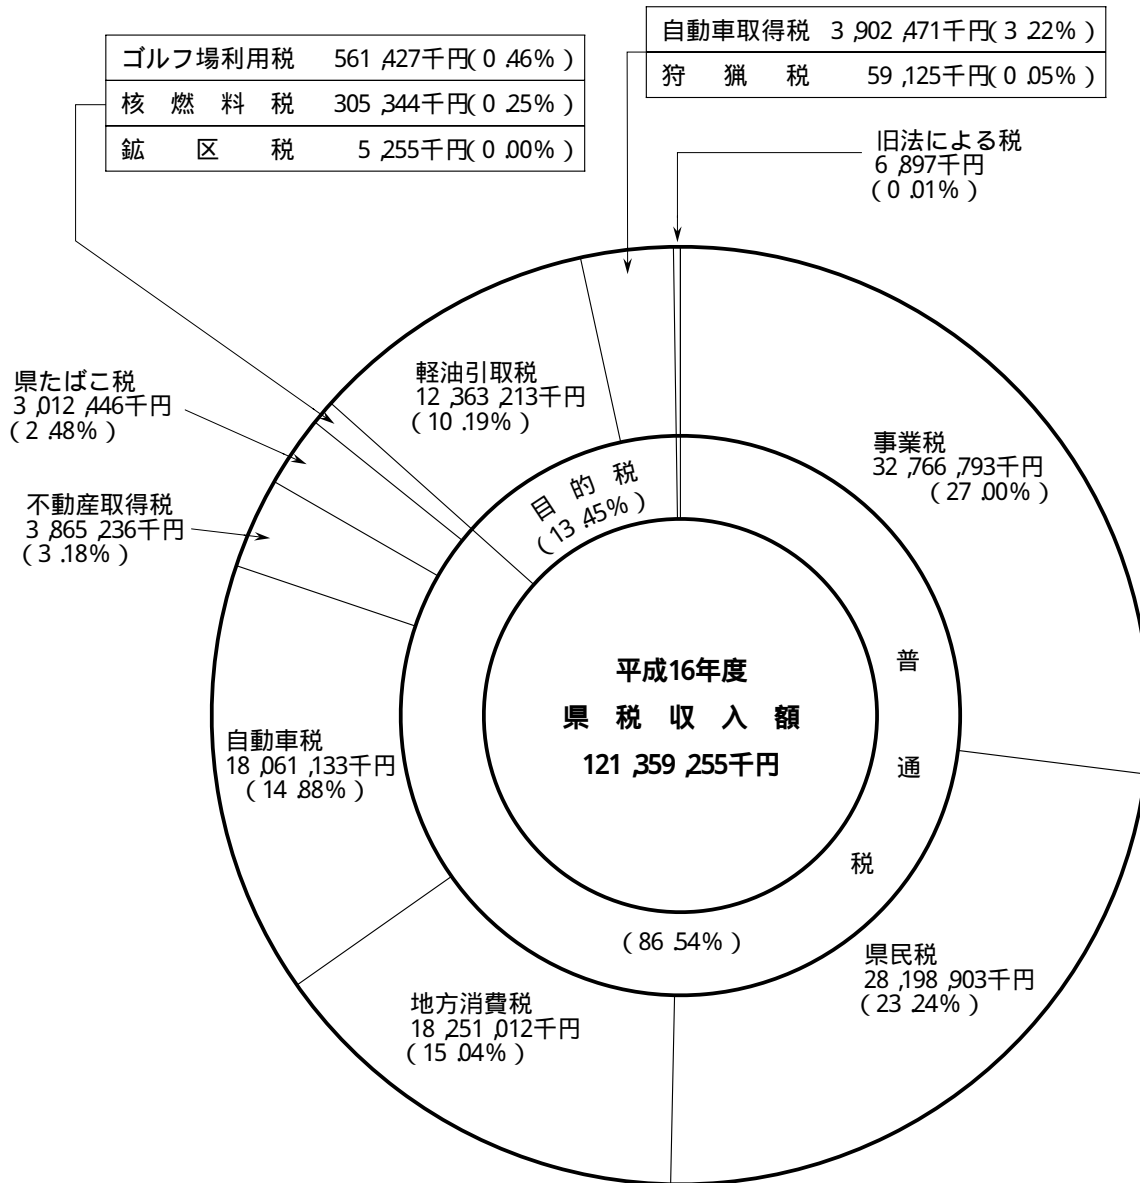 ゴルフ場利用税 561,427千円(0.46%)
核燃料税 305,344千円(0.25%)
鉱区税 5,255千円(0.00%)
自動車取得税 3,902,471千円(3.22%)
狩猟税 59,125千円(0.05%)
旧法による税
6,897千円
(0.01%)
軽油引取税
12,363,213千円
(10.19%)
県たばこ税
3,012,446千円
(2.48%)
不動産取得税
3,865,236千円
(3.18%)
事業税
32,766,793千円
(27.00%)
目的税
(13.45%)
平成16年度
県税収入額
121,359,255千円
普通税
(86.54%)
自動車税
18,061,133千円
(14.88%)
県民税
28,198,903千円
(23.24%)
地方消費税
18,251,012千円
(15.04%)